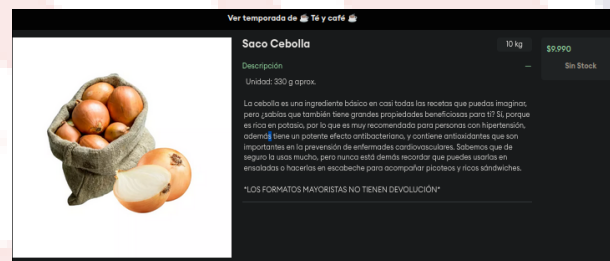 Ver temporada de ☕ Té y café ☕
Saco Cebolla
10 kg
$9.990
Descripción
–
Sin Stock
Unidad: 330 g aprox.
La cebolla es una ingrediente básico en casi todas las recetas que puedas imaginar,
pero ¿sabías que también tiene grandes propiedades beneficiosas para ti? Sí, porque
es rica en potasio, por lo que es muy recomendada para personas con hipertensión,
además tiene un potente efecto antibacteriano, y contiene antioxidantes que son
importantes en la prevención de enfermades cardiovasculares. Sabemos que de
seguro la usas mucho, pero nunca está demás recordar que puedes usarlas en
ensaladas o hacerlas en escabeche para acompañar picoteos y ricos sándwiches.
*LOS FORMATOS MAYORISTAS NO TIENEN DEVOLUCIÓN*